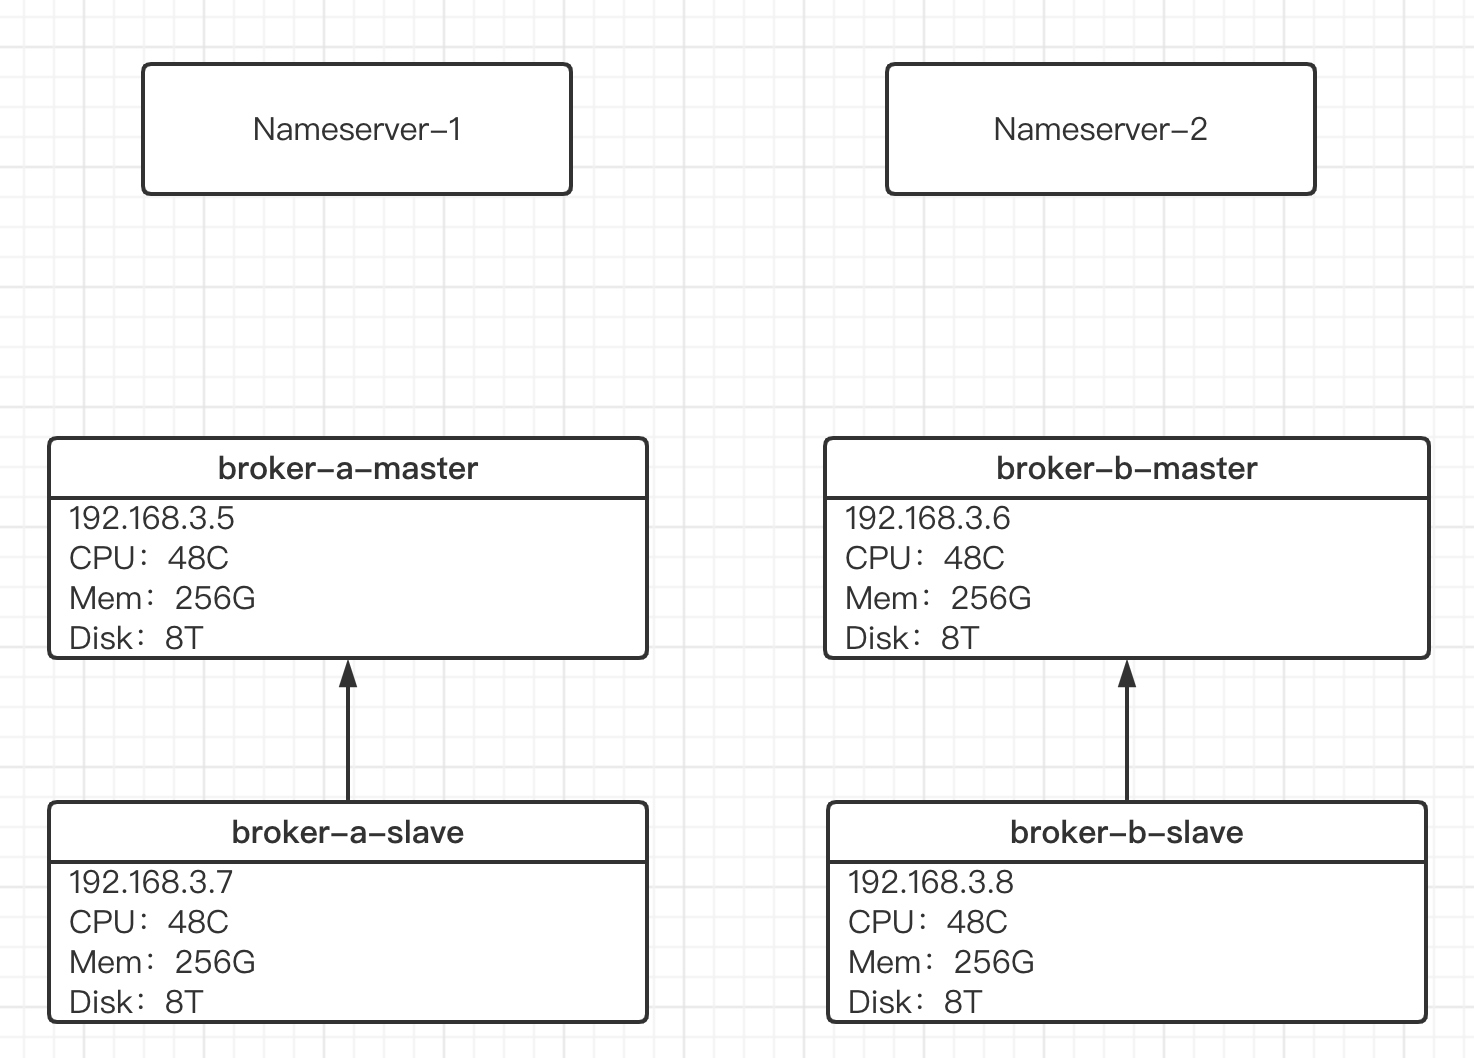 Nameserver-1
Nameserver-2
broker-a-master
192.168.3.5
CPU：48C
Mem：256G
Disk：8T
broker-b-master
192.168.3.6
CPU：48C
Mem：256G
Disk：8T
broker-a-slave
192.168.3.7
CPU：48C
Mem：256G
Disk：8T
broker-b-slave
192.168.3.8
CPU：48C
Mem：256G
Disk：8T